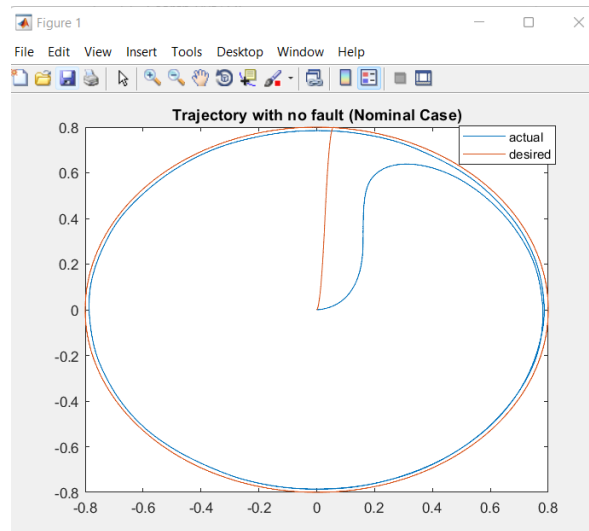 Figure 1
File Edit View Insert Tools Desktop Window Help
Trajectory with no fault (Nominal Case)
actual
desired
0.8
0.6
0.4
0.2
0
-0.2
-0.4
-0.6
-0.8
-0.8 -0.6 -0.4 -0.2 0 0.2 0.4 0.6 0.8